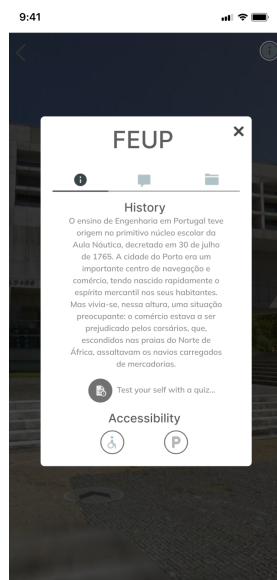 9:41
FEUP
History
O ensino de Engenharia em Portugal teve
origem no primitivo núcleo escolar da
Aula Náutica, decretado em 30 de julho
de 1765. A cidade do Porto era um
importante centro de navegação e
comércio, tendo nascido rapidamente o
espírito mercantil nos seus habitantes.
Mas vivia-se, nessa altura, uma situação
preocupante: o comércio estava a ser
prejudicado pelos corsários, que,
escondidos nas praias do Norte de
África, assaltavam os navios carregados
de mercadorias.
Test your self with a quiz...
Accessibility
P